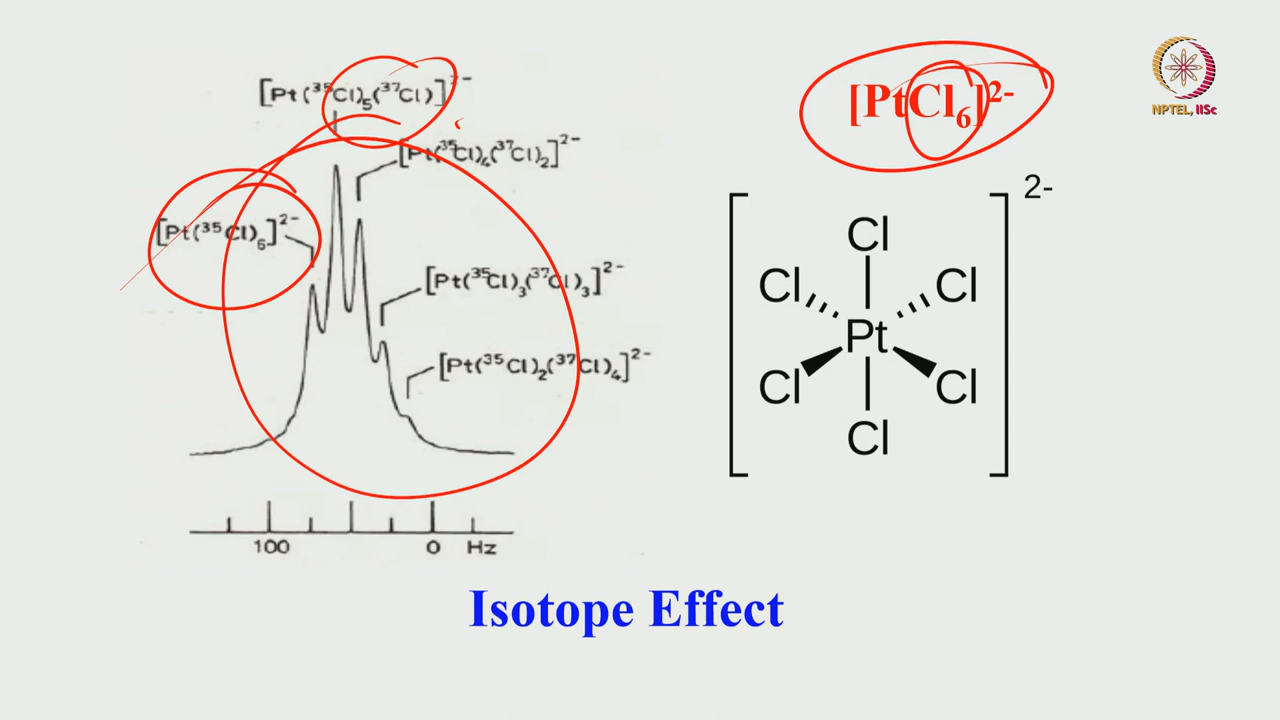 [Pt(³⁵Cl)₅(³⁷Cl)]²⁻
[Pt(³⁵Cl)₄(³⁷Cl)₂]²⁻
[Pt(³⁵Cl)₆]²⁻
[Pt(³⁵Cl)₃(³⁷Cl)₃]²⁻
[Pt(³⁵Cl)₂(³⁷Cl)₄]²⁻
100 0 Hz
[PtCl₆]²⁻
NPTEL, IISc
2-
Cl
Cl Cl
Pt
Cl Cl
Cl
Isotope Effect